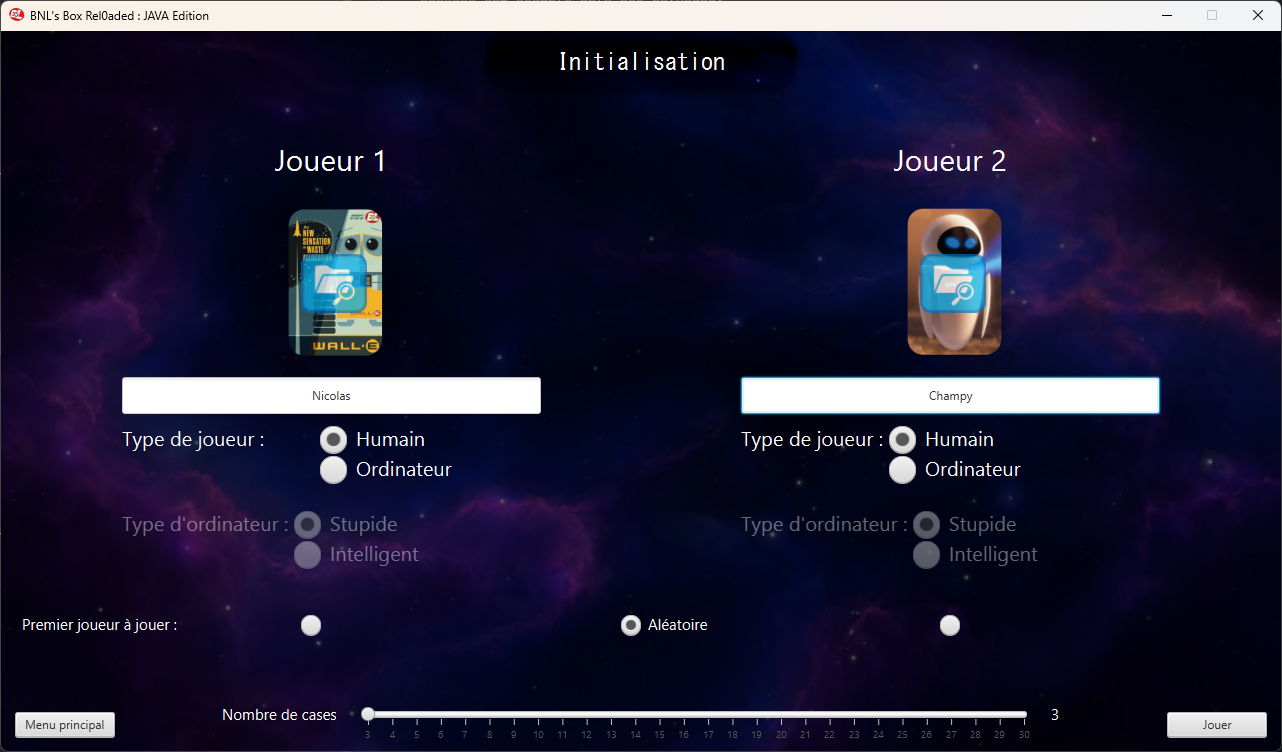 BNL's Box Rel0aded : JAVA Edition
Initialisation
Joueur 1
Joueur 2
THE NEW
SENSATION
IN WASTE
ALLOCATION
WALL·E
WALL·E
Nicolas
Champy
Type de joueur :
Humain
Ordinateur
Type de joueur :
Humain
Ordinateur
Type d'ordinateur :
Stupide
Intelligent
Type d'ordinateur :
Stupide
Intelligent
Premier joueur à jouer :
Aléatoire
Menu principal
Nombre de cases
3
3 4 5 6 7 8 9 10 11 12 13 14 15 16 17 18 19 20 21 22 23 24 25 26 27 28 29 30
Jouer